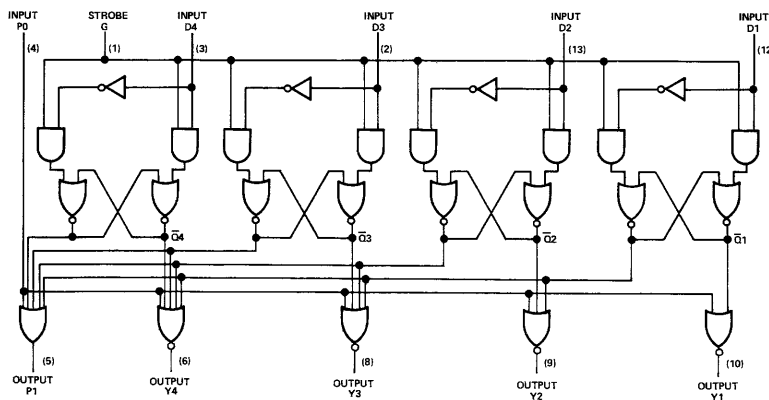 INPUT
P0
STROBE
G
INPUT
D4
INPUT
D3
INPUT
D2
INPUT
D1
(4)
(1)
(3)
(2)
(13)
(12
Q̅4
Q̅3
Q̅2
Q̅1
(5)
(6)
(8)
(9)
(10)
OUTPUT
P1
OUTPUT
Y4
OUTPUT
Y3
OUTPUT
Y2
OUTPUT
Y1